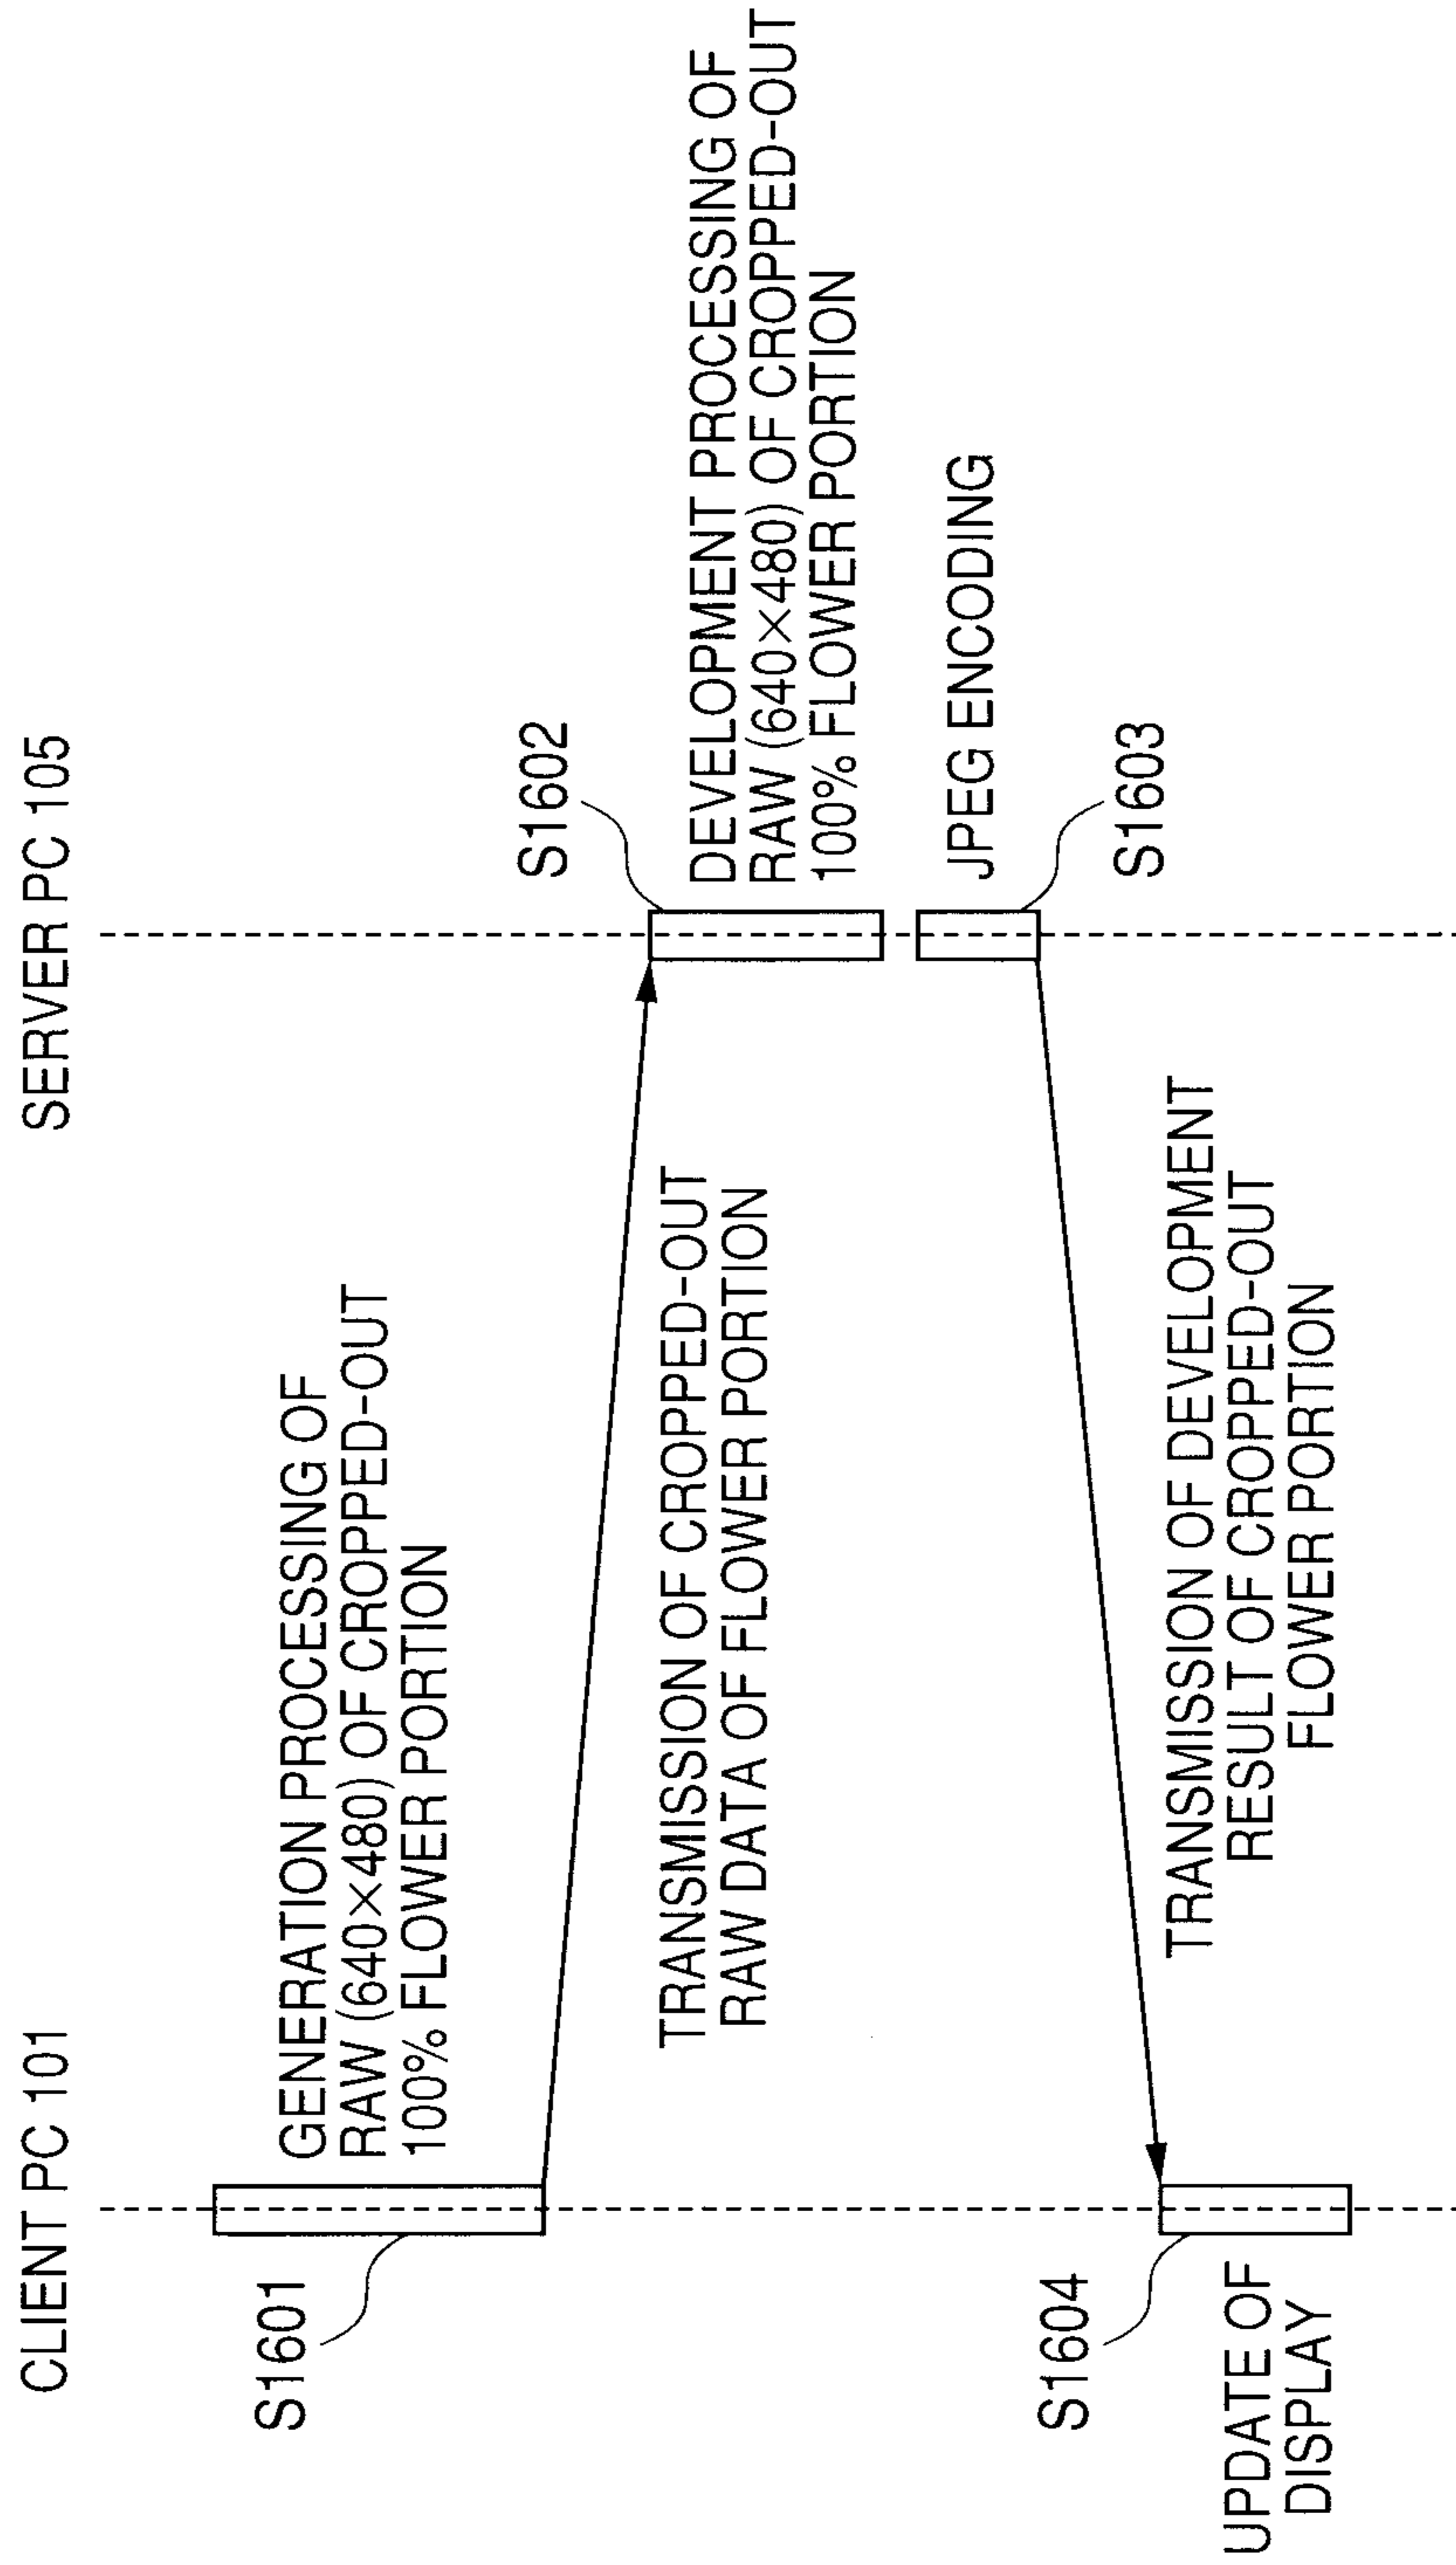 CLIENT PC 101
SERVER PC 105
S1601
GENERATION PROCESSING OF
RAW (640×480) OF CROPPED-OUT
100% FLOWER PORTION
TRANSMISSION OF CROPPED-OUT
RAW DATA OF FLOWER PORTION
S1602
DEVELOPMENT PROCESSING OF
RAW (640×480) OF CROPPED-OUT
100% FLOWER PORTION
JPEG ENCODING
S1603
TRANSMISSION OF DEVELOPMENT
RESULT OF CROPPED-OUT
FLOWER PORTION
S1604
UPDATE OF
DISPLAY